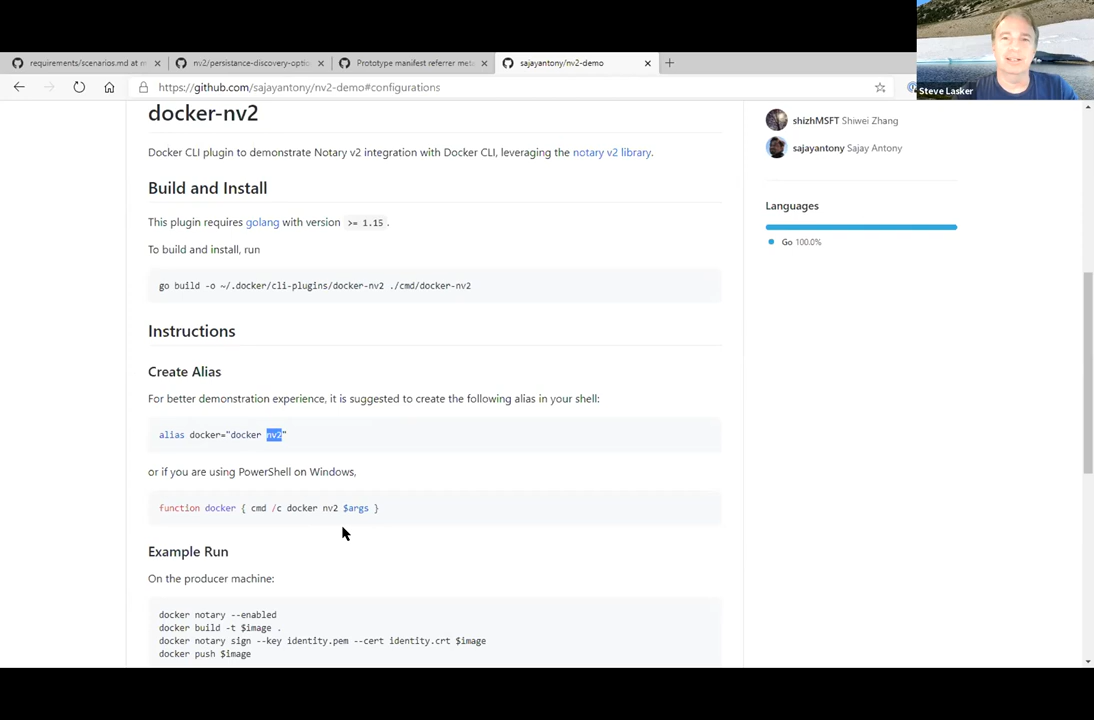 requirements/scenarios.md at m
nv2/persistance-discovery-optio
Prototype manifest referrer met
sajayantony/nv2-demo
https://github.com/sajayantony/nv2-demo#configurations
Steve Lasker
docker-nv2
Docker CLI plugin to demonstrate Notary v2 integration with Docker CLI, leveraging the notary v2 library.
Build and Install
This plugin requires golang with version >= 1.15 .
To build and install, run
go build -o ~/.docker/cli-plugins/docker-nv2 ./cmd/docker-nv2
Instructions
Create Alias
For better demonstration experience, it is suggested to create the following alias in your shell:
alias docker="docker nv2"
or if you are using PowerShell on Windows,
function docker { cmd /c docker nv2 $args }
Example Run
On the producer machine:
docker notary --enabled
docker build -t $image .
docker notary sign --key identity.pem --cert identity.crt $image
docker push $image
shizhMSFT Shiwei Zhang
sajayantony Sajay Antony
Languages
Go 100.0%